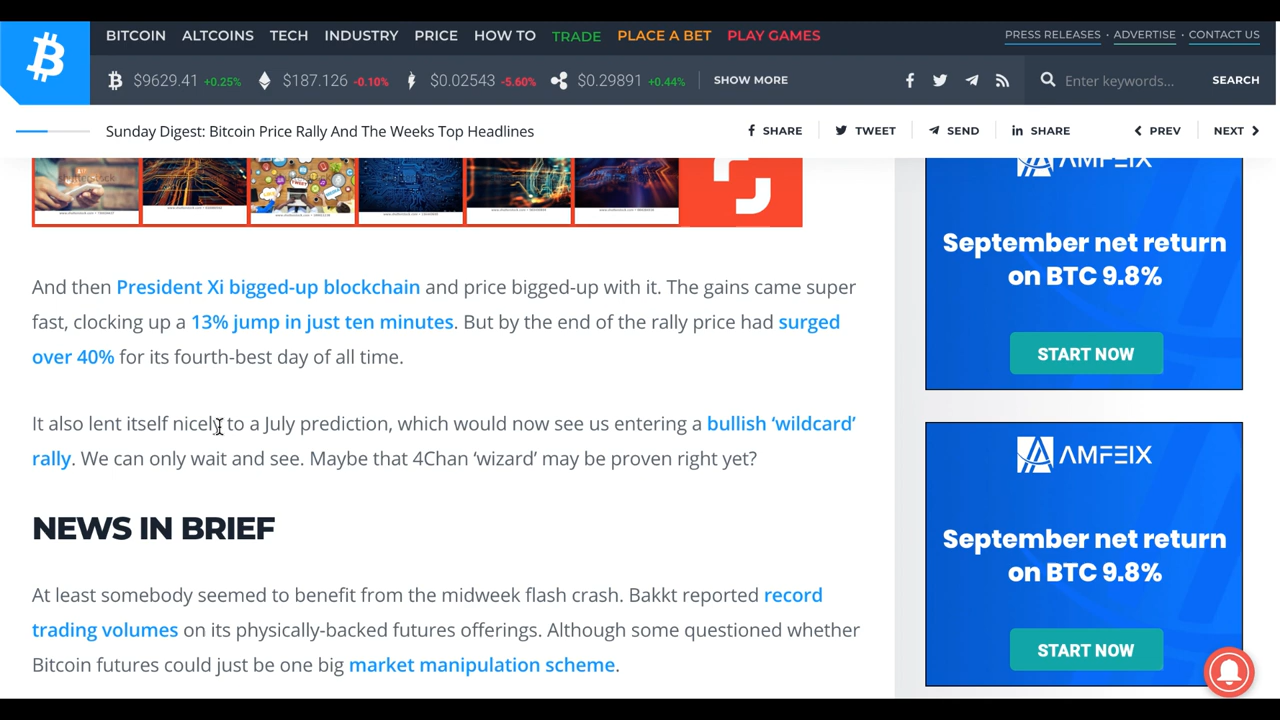 BITCOIN ALTCOINS TECH INDUSTRY PRICE HOW TO TRADE PLACE A BET PLAY GAMES PRESS RELEASES · ADVERTISE · CONTACT US
$9629.41 +0.25% $187.126 -0.10% $0.02543 -5.60% $0.29891 +0.44% SHOW MORE Enter keywords... SEARCH
Sunday Digest: Bitcoin Price Rally And The Weeks Top Headlines SHARE TWEET SEND SHARE PREV NEXT
And then President Xi bigged-up blockchain and price bigged-up with it. The gains came super
fast, clocking up a 13% jump in just ten minutes. But by the end of the rally price had surged
over 40% for its fourth-best day of all time.
It also lent itself nicely to a July prediction, which would now see us entering a bullish ‘wildcard’
rally. We can only wait and see. Maybe that 4Chan ‘wizard’ may be proven right yet?
NEWS IN BRIEF
At least somebody seemed to benefit from the midweek flash crash. Bakkt reported record
trading volumes on its physically-backed futures offerings. Although some questioned whether
Bitcoin futures could just be one big market manipulation scheme.
AMFEIX
September net return
on BTC 9.8%
START NOW
AMFEIX
September net return
on BTC 9.8%
START NOW